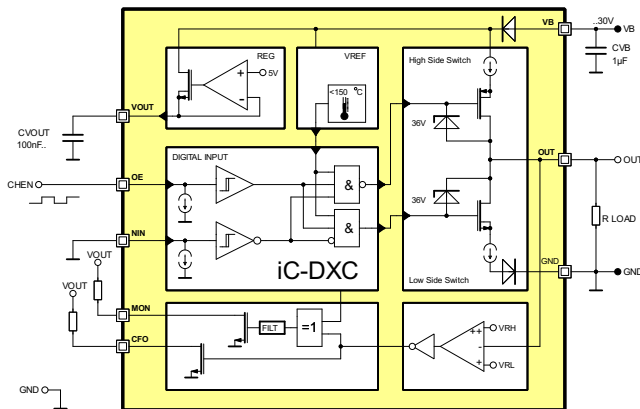 VB
..30V
VB
CVB
1µF
REG
5V
+
-
VREF
<150 °C
High Side Switch
VOUT
CVOUT
100nF..
36V
DIGITAL INPUT
OE
CHEN
&
OUT
OUT
36V
&
NIN
R LOAD
VOUT
iC-DXC
GND
GND
Low Side Switch
VOUT
MON
FILT
=1
CFO
++
-
+
VRH
VRL
GND